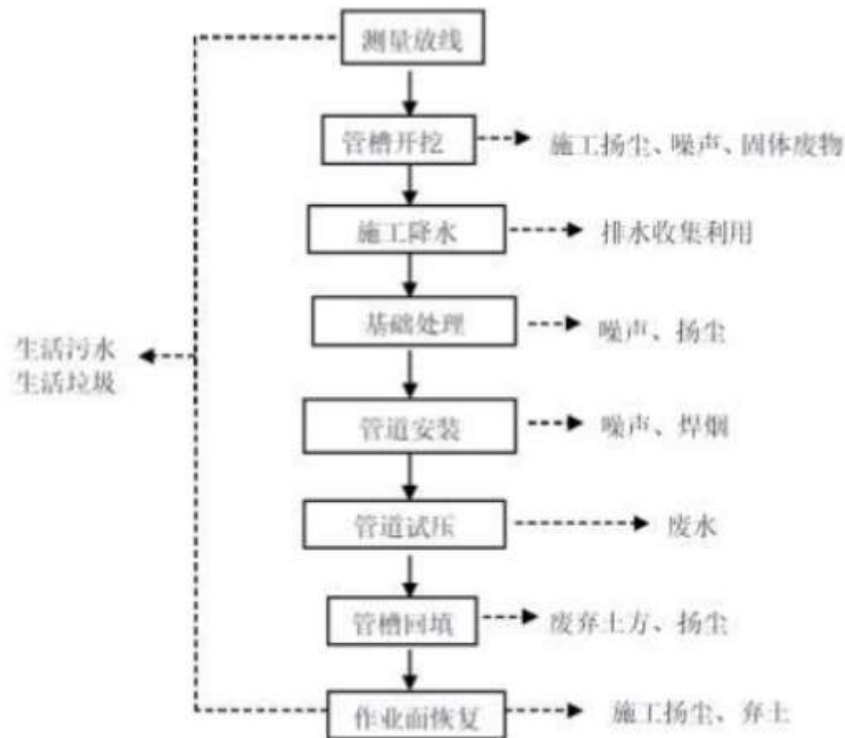 测量放线
管槽开挖
施工扬尘、噪声、固体废物
施工降水
排水收集利用
基础处理
噪声、扬尘
生活污水
生活垃圾
管道安装
噪声、焊烟
管道试压
废水
管槽回填
废弃土方、扬尘
作业面恢复
施工扬尘、弃土